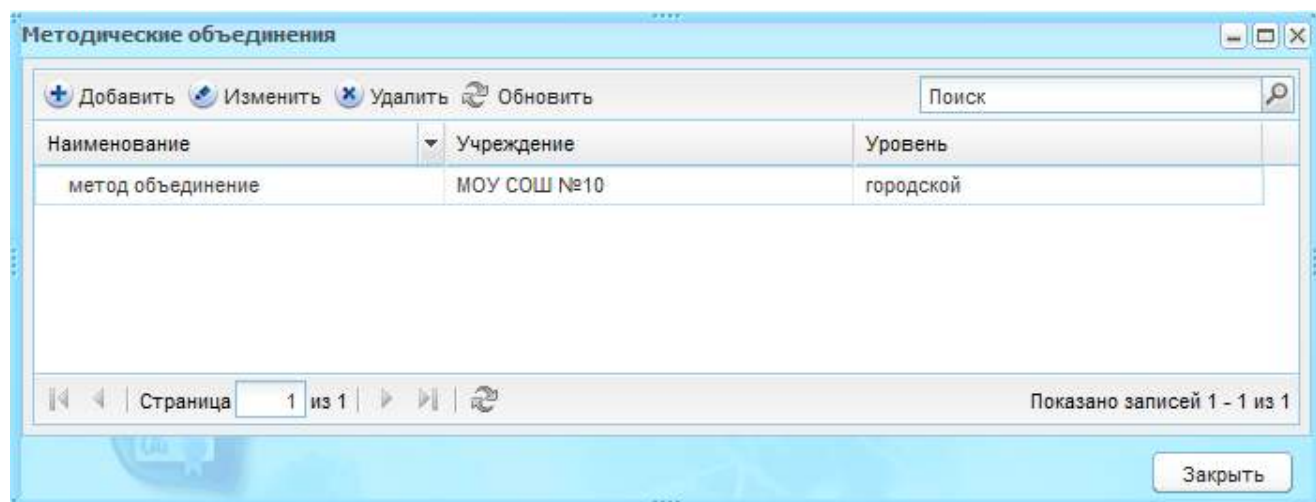 Методические объединения
Добавить Изменить Удалить Обновить Поиск
Наименование Учреждение Уровень
метод объединение МОУ СОШ №10 городской
Страница 1 из 1 Показано записей 1 - 1 из 1
Закрыть